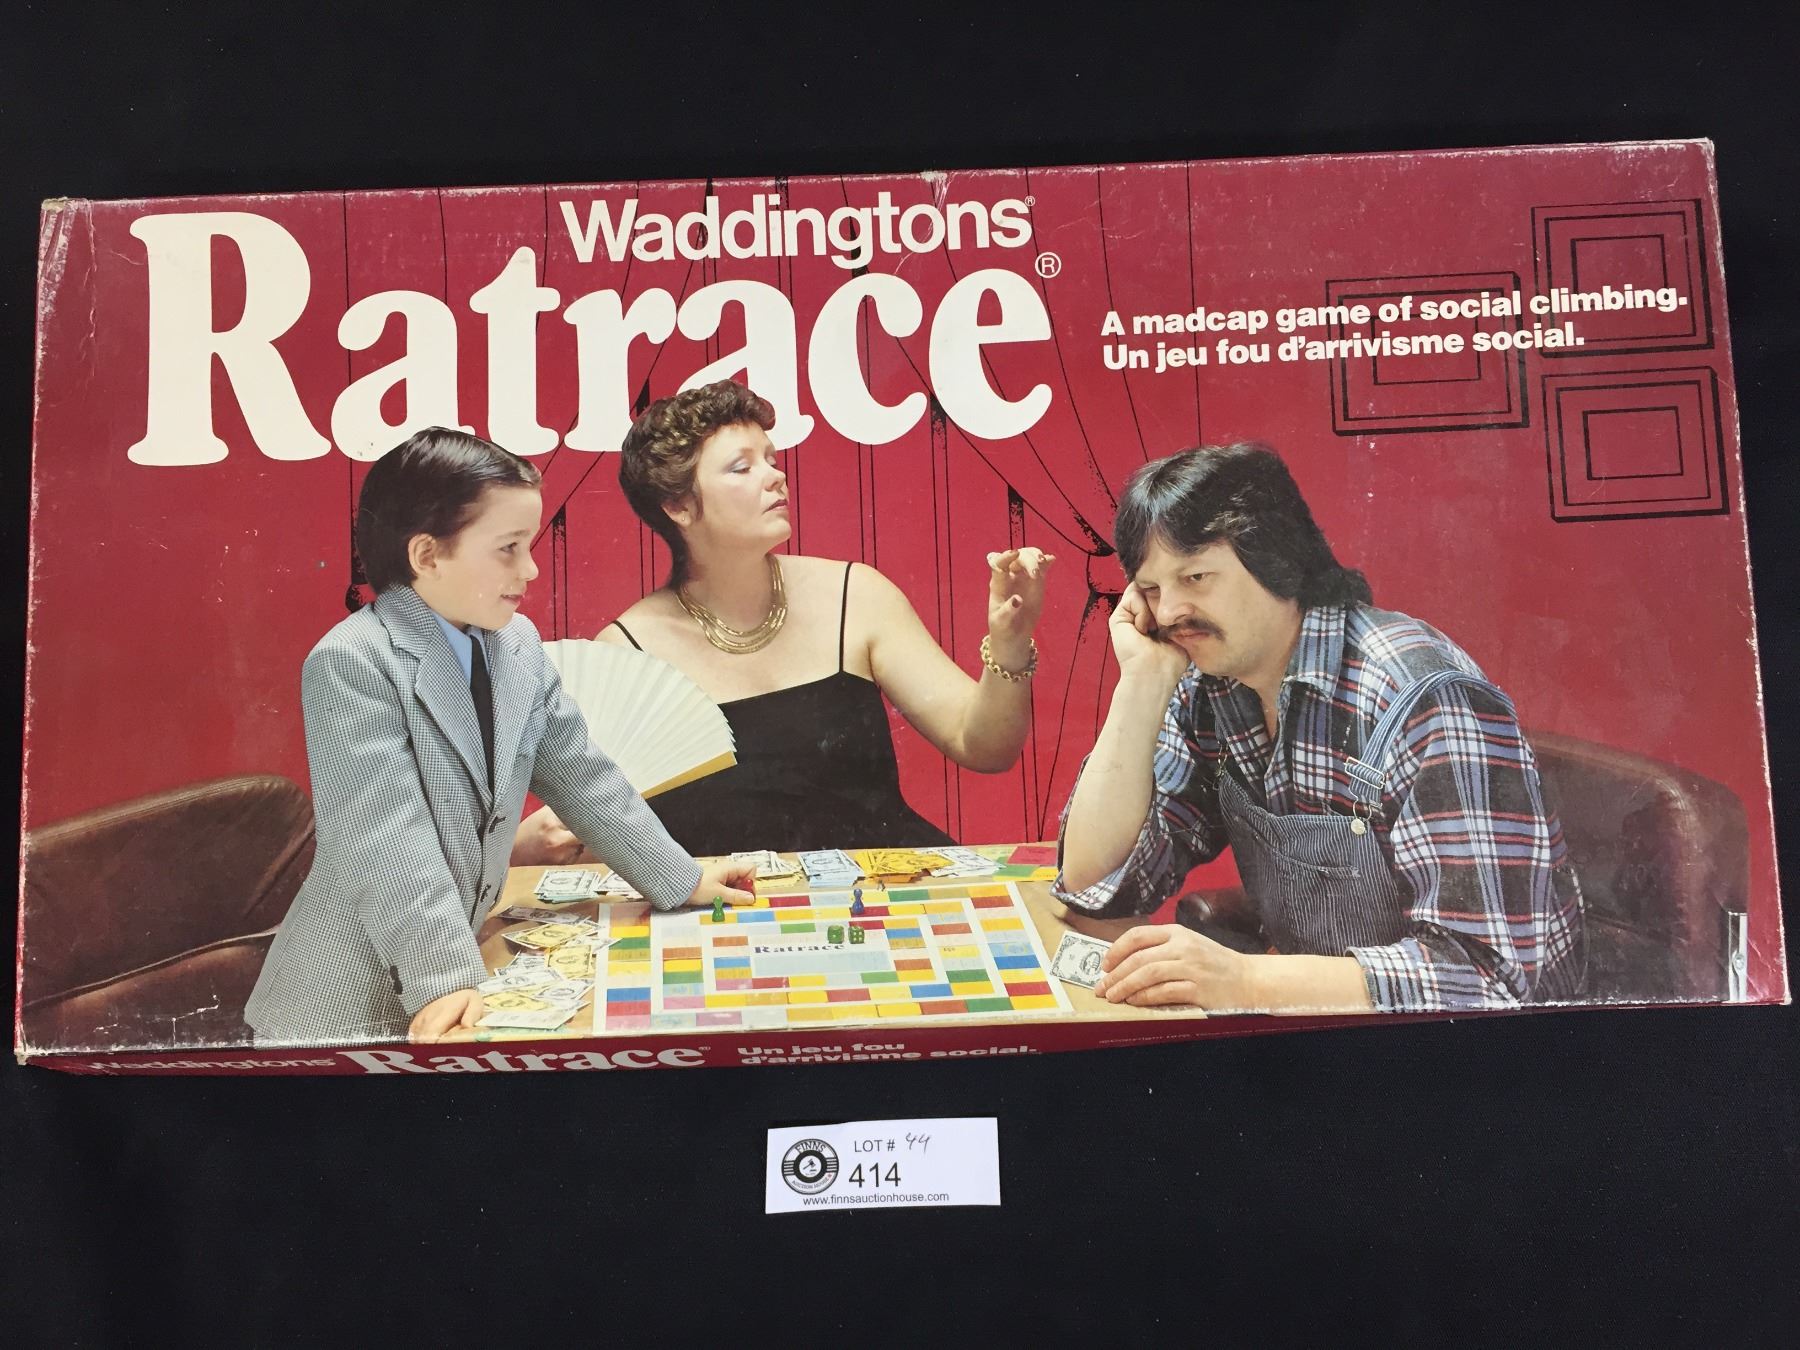 Waddingtons®
Ratrace®
A madcap game of social climbing.
Un jeu fou d'arrivisme social.
Ratrace
Waddingtons Ratrace® Un jeu fou
d'arrivisme social.
FINNS
LOT # 44
414
www.finnsauctionhouse.com